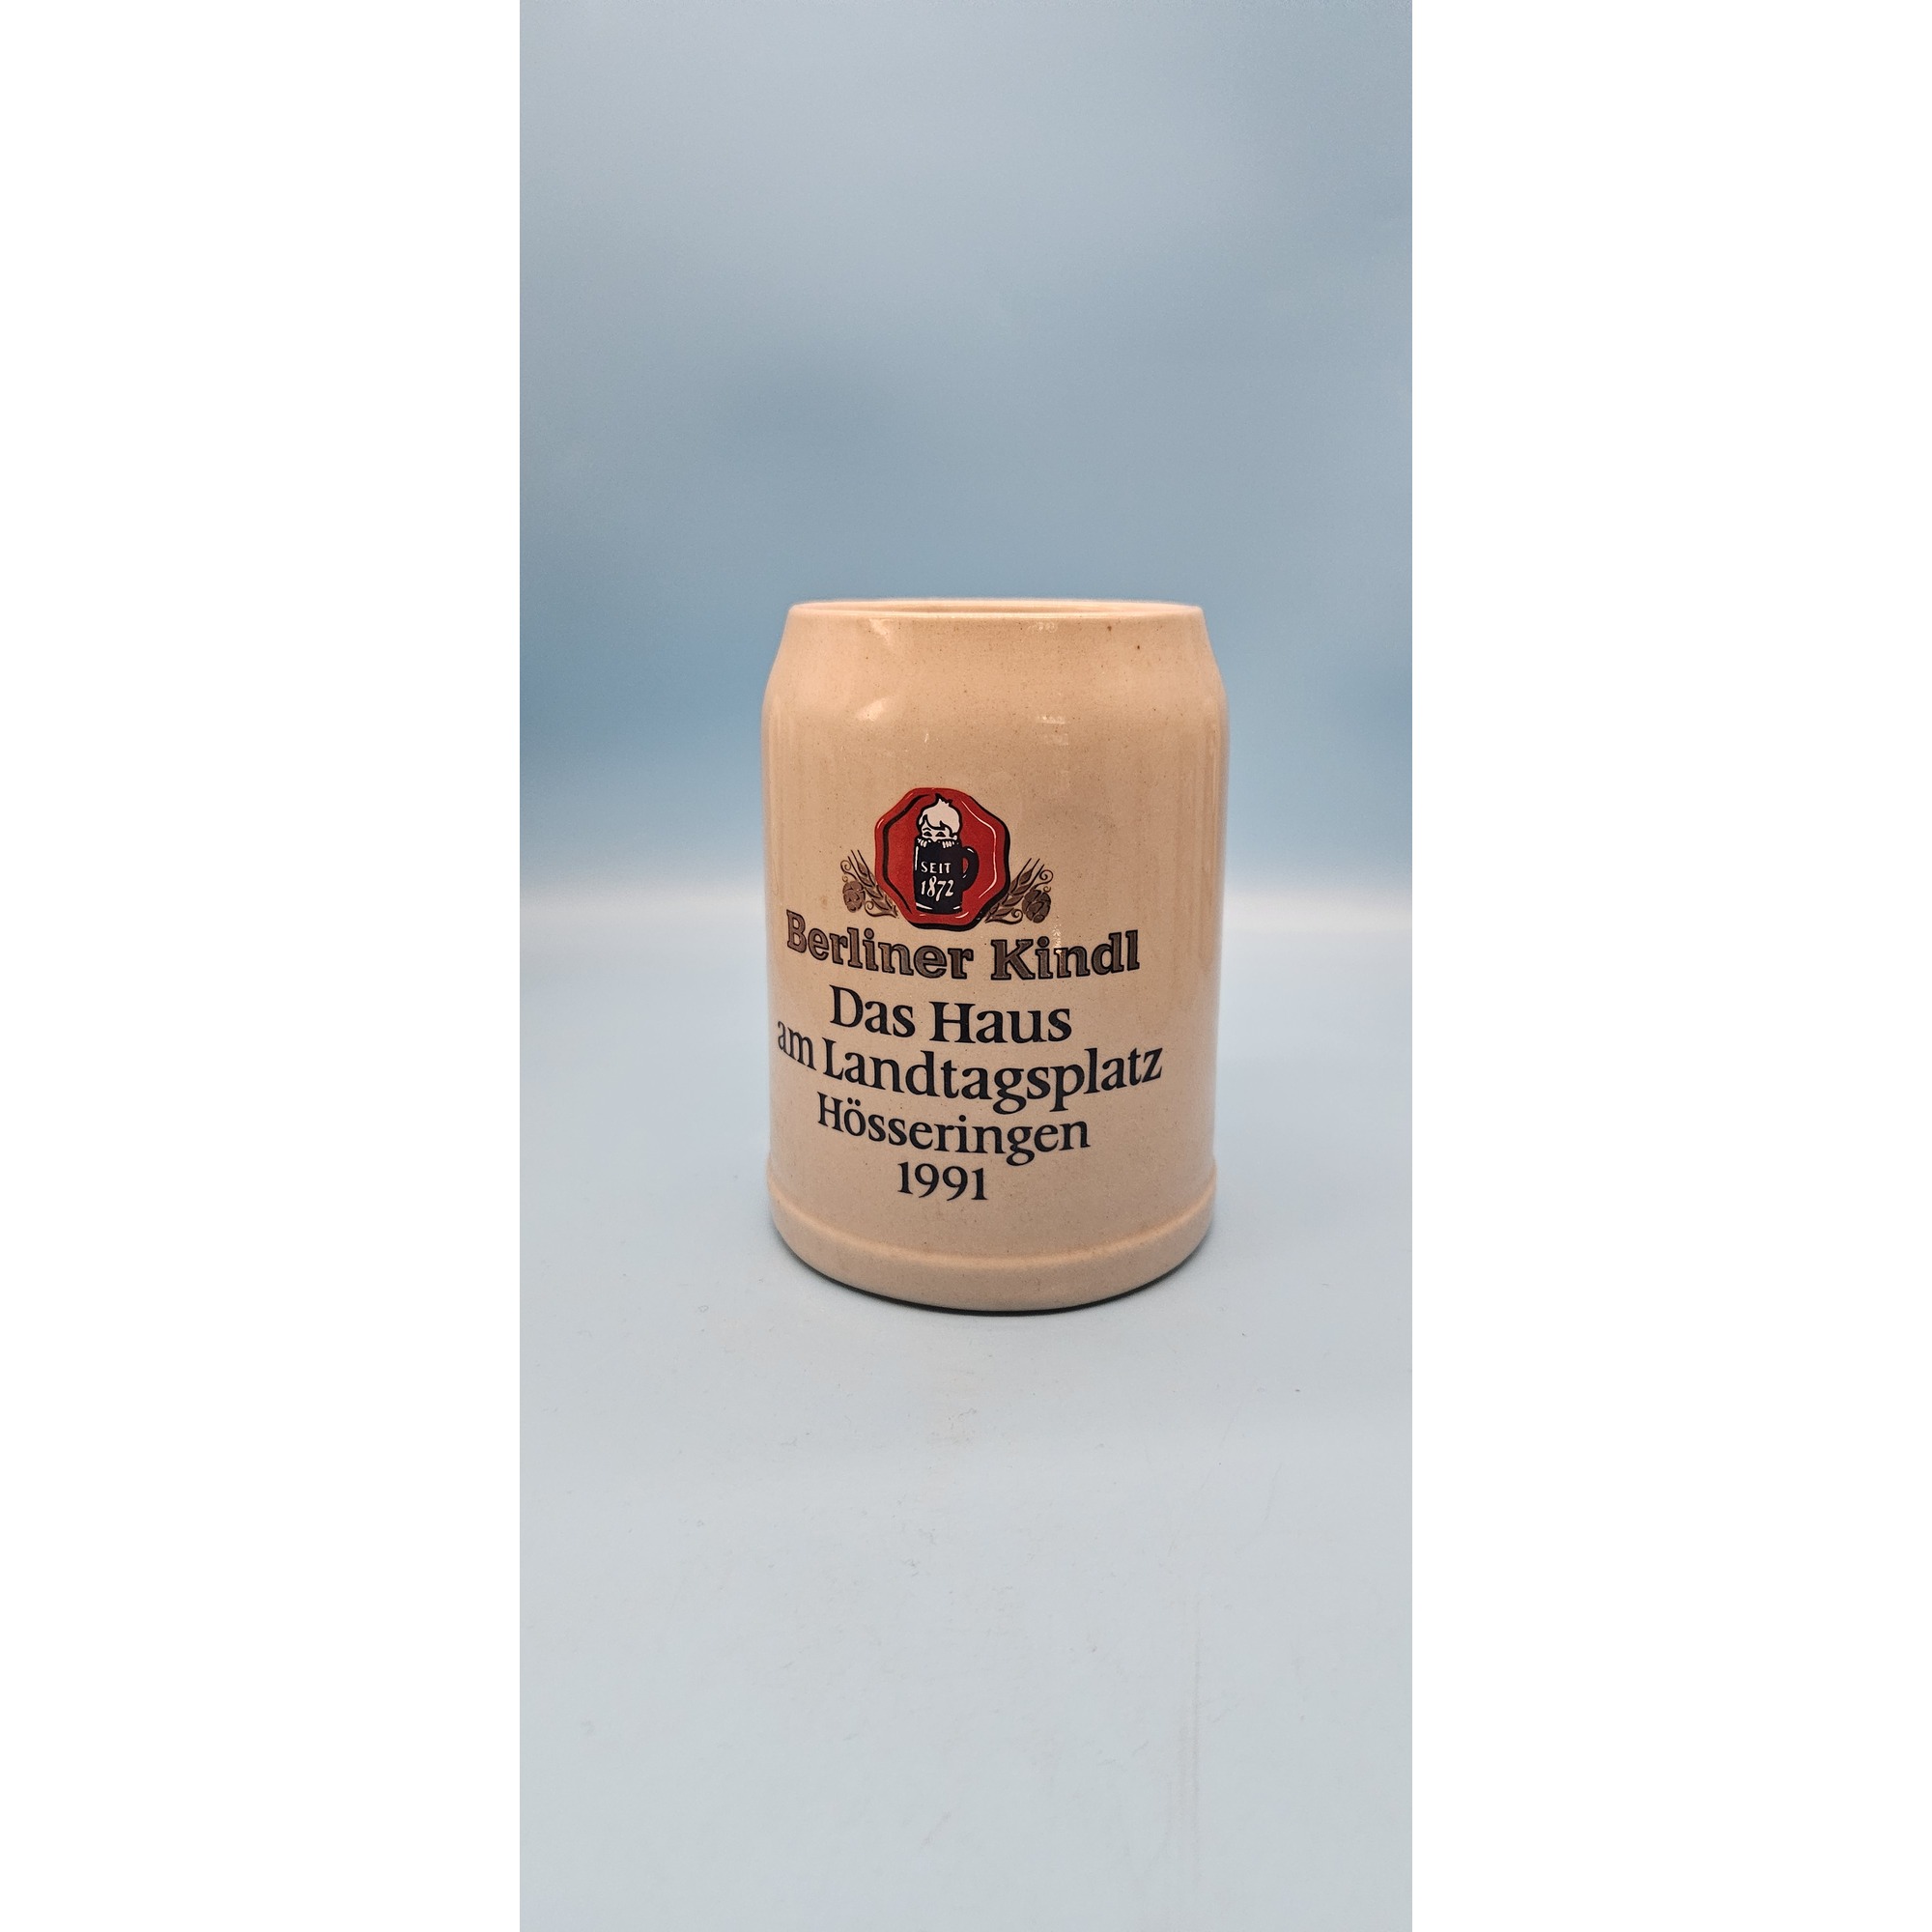 SEIT
1872
Berliner Kindl
Das Haus
am Landtagsplatz
Hösseringen
1991